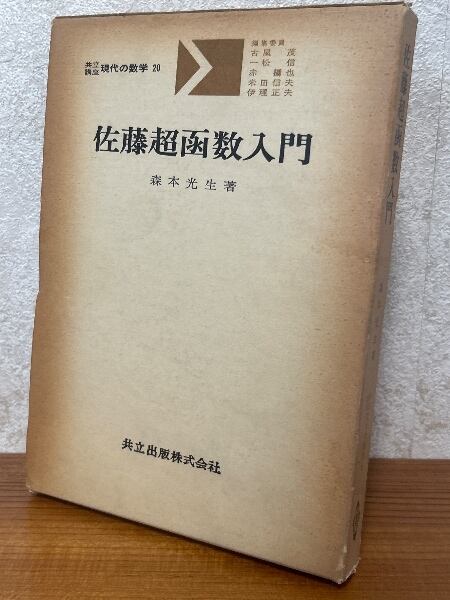 共立
講座 現代の数学 20
編集委員
古屋 茂
一松 信
赤 攝也
米田信夫
伊理正夫
佐藤超函数入門
森本光生著
共立出版株式会社
佐藤超函数入門